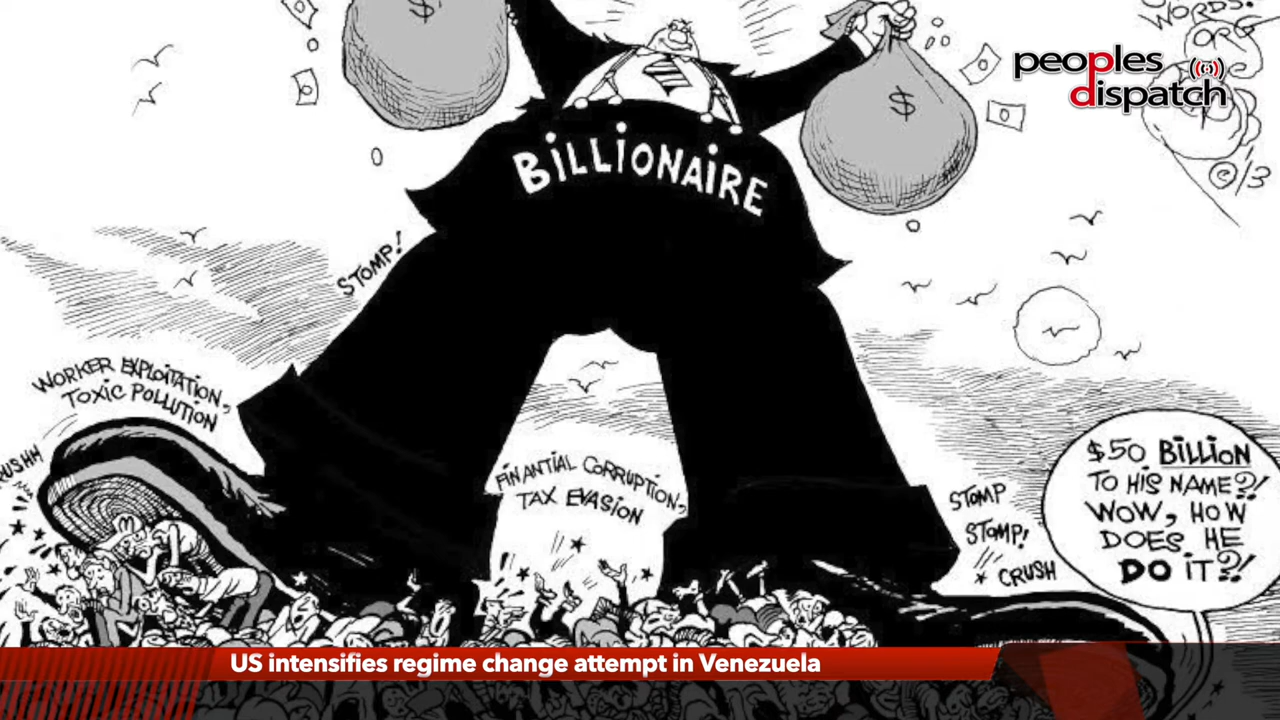 WORDS!
peoples
dispatch
$
$
BiLLiONAiRE
STOMP!
WORKER EXPLOiTATiON,
TOXiC POLLUTiON
FiNANTiAL CORRUPTiON,
TAX EVASiON
STOMP
STOMP!
CRUSH
$50 BiLLiON
TO HiS NAME?!
WOW, HOW
DOES HE
DO iT?!
US intensifies regime change attempt in Venezuela